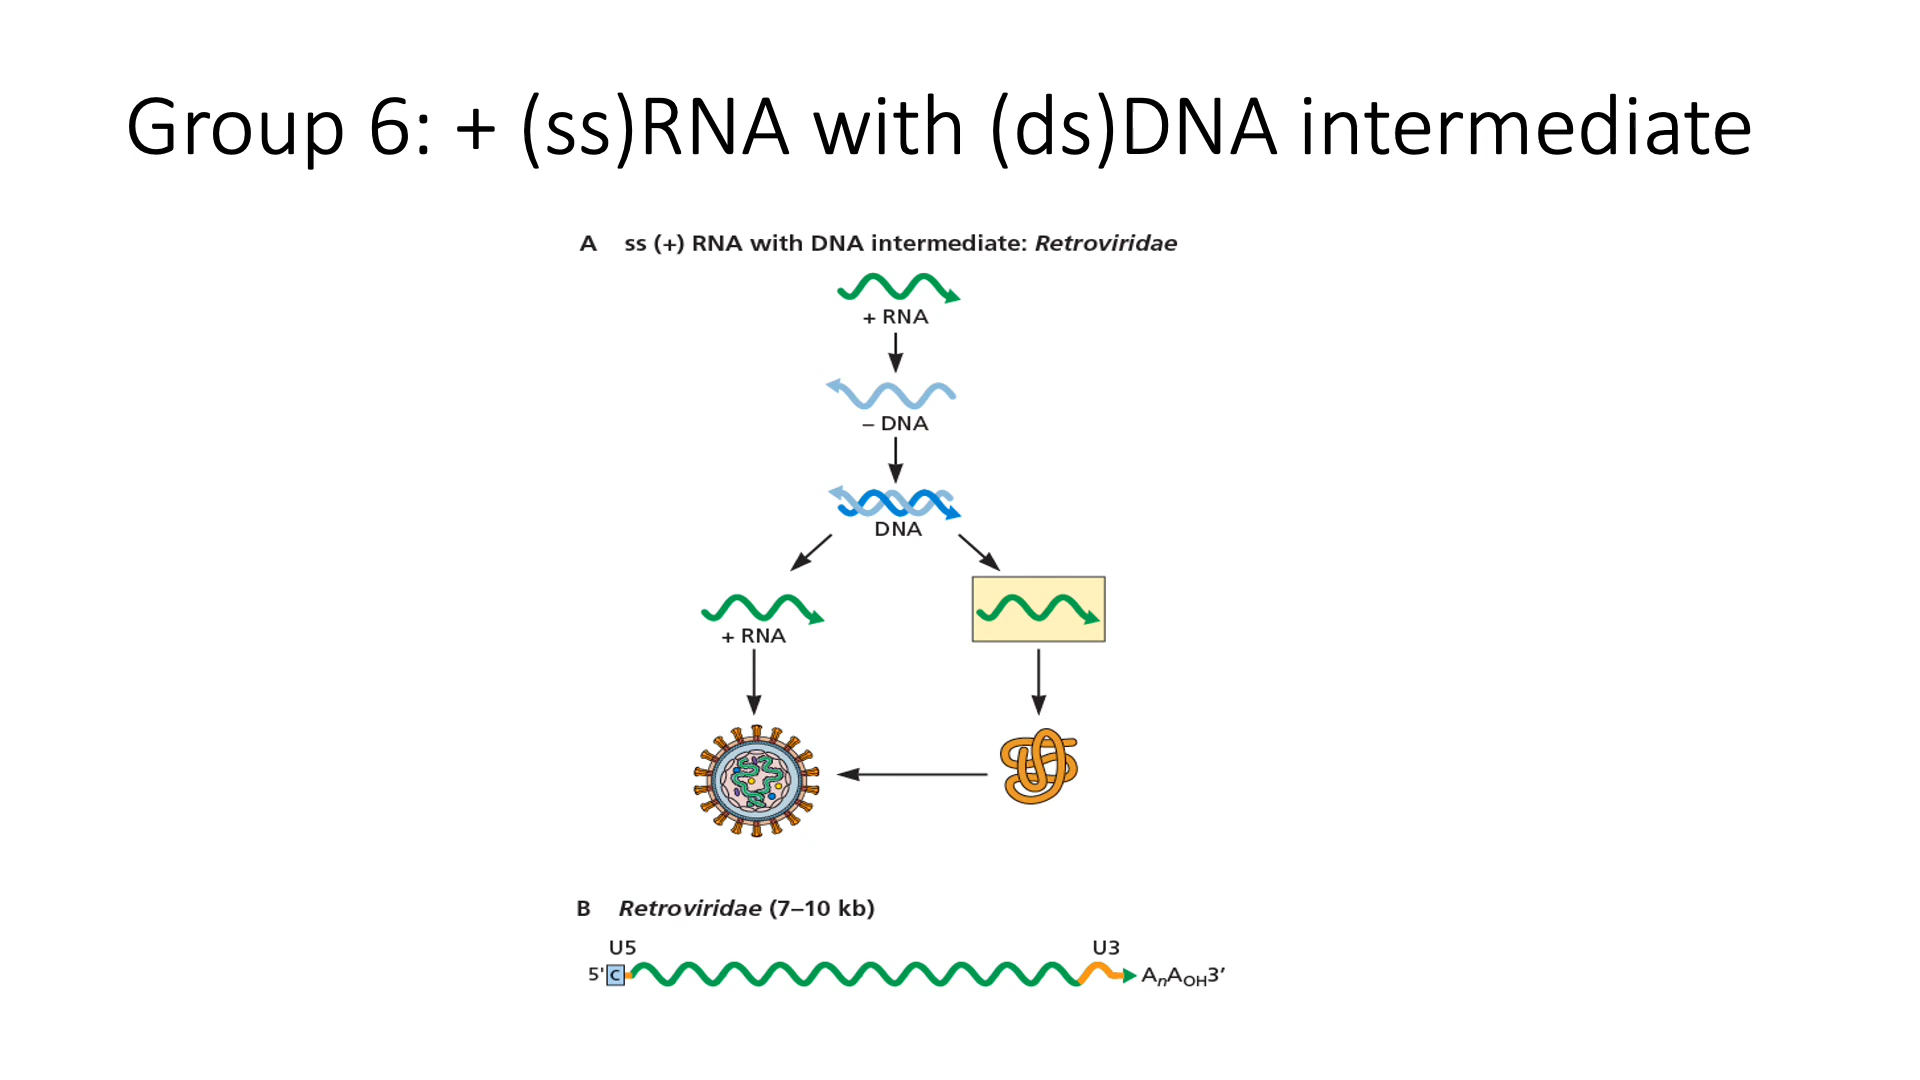 Group 6: + (ss)RNA with (ds)DNA intermediate
A ss (+) RNA with DNA intermediate: Retroviridae
+ RNA
– DNA
DNA
+ RNA
B Retroviridae (7–10 kb)
U5 U3
5' C AnAOH3′